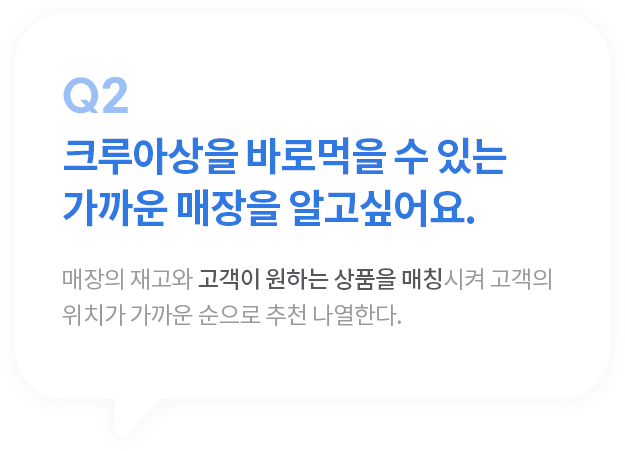 Q2
크루아상을 바로먹을 수 있는
가까운 매장을 알고싶어요.
매장의 재고와 고객이 원하는 상품을 매칭시켜 고객의
위치가 가까운 순으로 추천 나열한다.